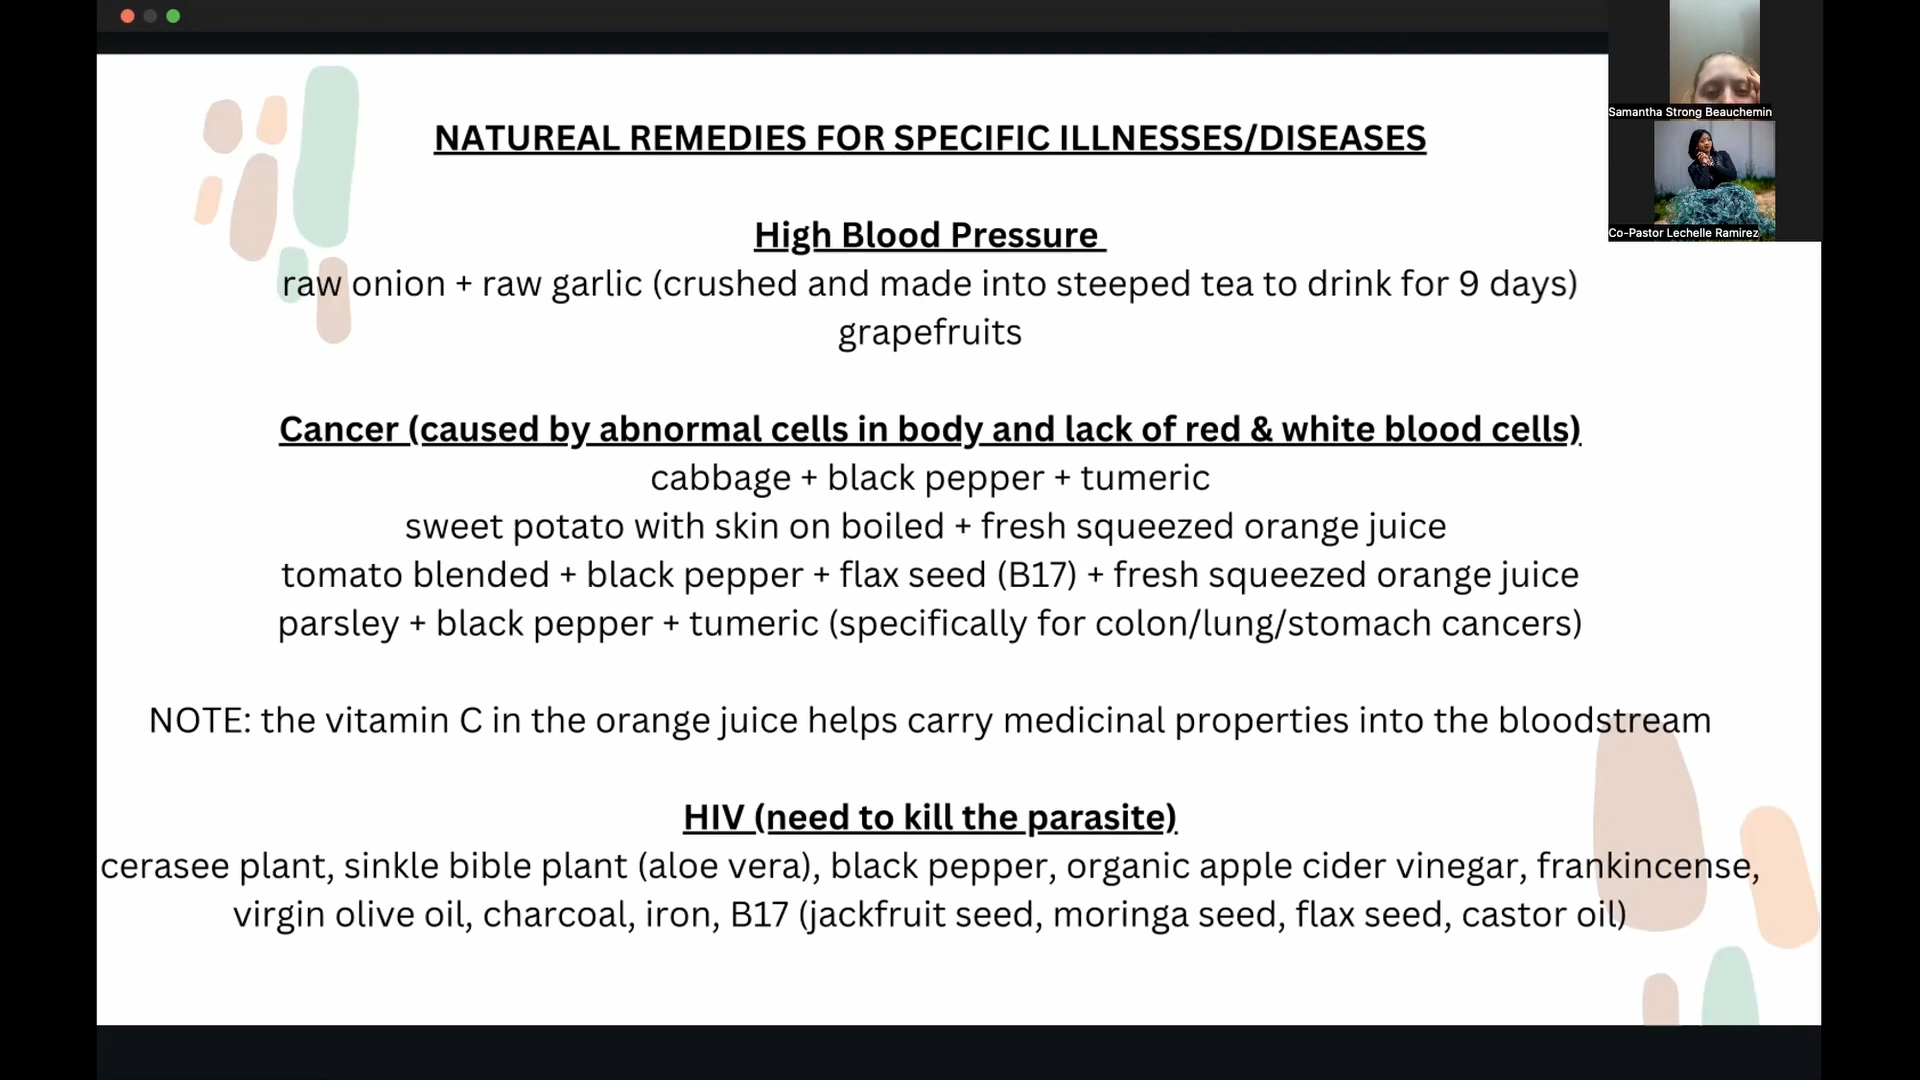 NATUREAL REMEDIES FOR SPECIFIC ILLNESSES/DISEASES
High Blood Pressure
raw onion + raw garlic (crushed and made into steeped tea to drink for 9 days)
grapefruits
Cancer (caused by abnormal cells in body and lack of red & white blood cells)
cabbage + black pepper + tumeric
sweet potato with skin on boiled + fresh squeezed orange juice
tomato blended + black pepper + flax seed (B17) + fresh squeezed orange juice
parsley + black pepper + tumeric (specifically for colon/lung/stomach cancers)
NOTE: the vitamin C in the orange juice helps carry medicinal properties into the bloodstream
HIV (need to kill the parasite)
cerasee plant, sinkle bible plant (aloe vera), black pepper, organic apple cider vinegar, frankincense,
virgin olive oil, charcoal, iron, B17 (jackfruit seed, moringa seed, flax seed, castor oil)
Samantha Strong Beauchemin
Co-Pastor Lechelle Ramirez